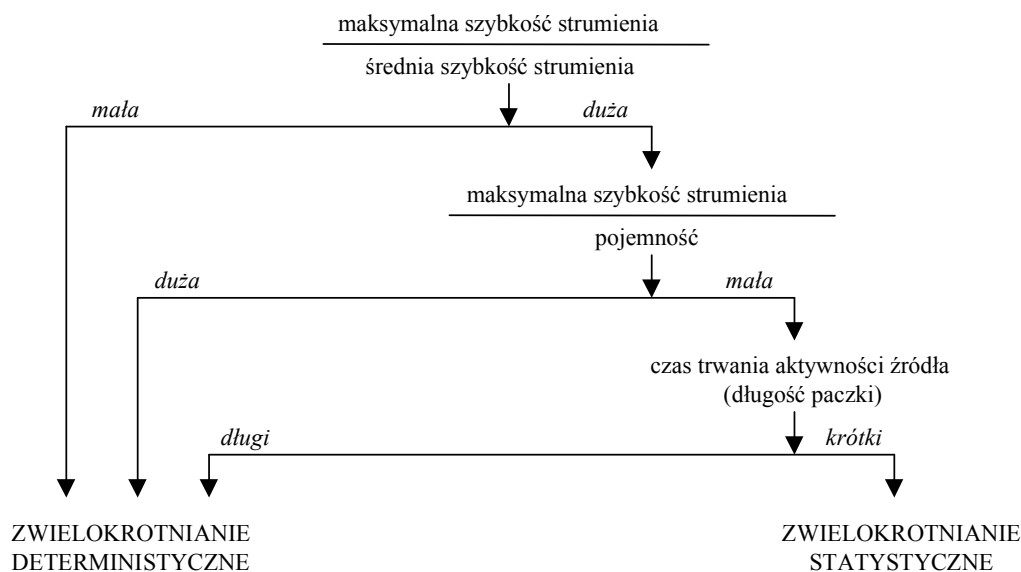 maksymalna szybkość strumienia
średnia szybkość strumienia
mała
duża
maksymalna szybkość strumienia
pojemność
duża
mała
czas trwania aktywności źródła
(długość paczki)
długi
krótki
ZWIELOKROTNIANIE
DETERMINISTYCZNE
ZWIELOKROTNIANIE
STATYSTYCZNE